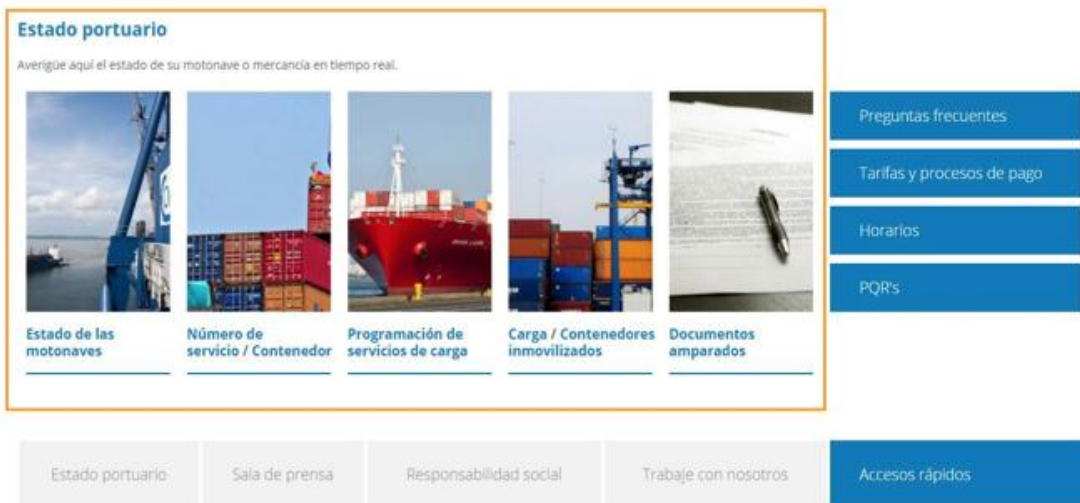 Estado portuario
Averigüe aquí el estado de su motonave o mercancía en tiempo real.
Estado de las
motonaves
Número de
servicio / Contenedor
Programación de
servicios de carga
Carga / Contenedores
inmovilizados
Documentos
amparados
Preguntas frecuentes
Tarifas y procesos de pago
Horarios
PQR's
Estado portuario
Sala de prensa
Responsabilidad social
Trabaje con nosotros
Accesos rápidos